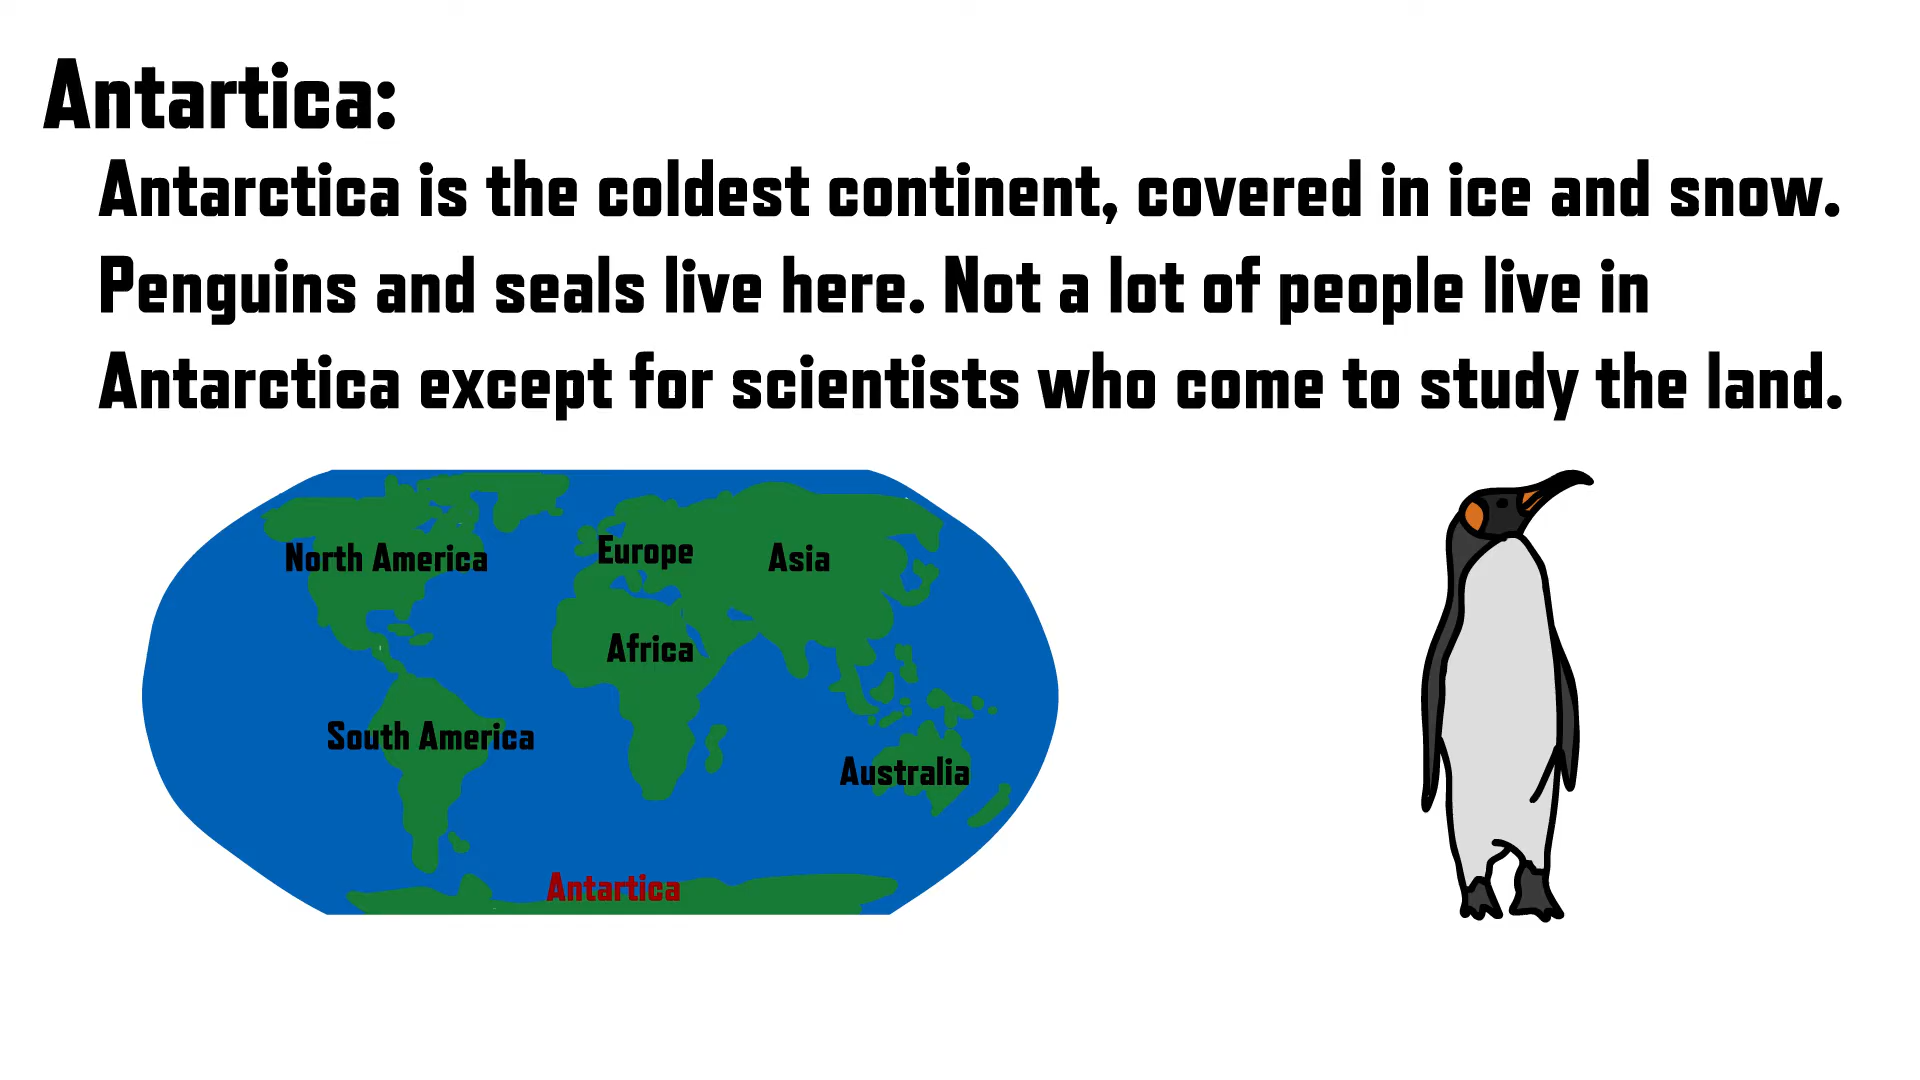 Antartica:
Antarctica is the coldest continent, covered in ice and snow.
Penguins and seals live here. Not a lot of people live in
Antarctica except for scientists who come to study the land.
North America
Europe
Asia
Africa
South America
Australia
Antartica